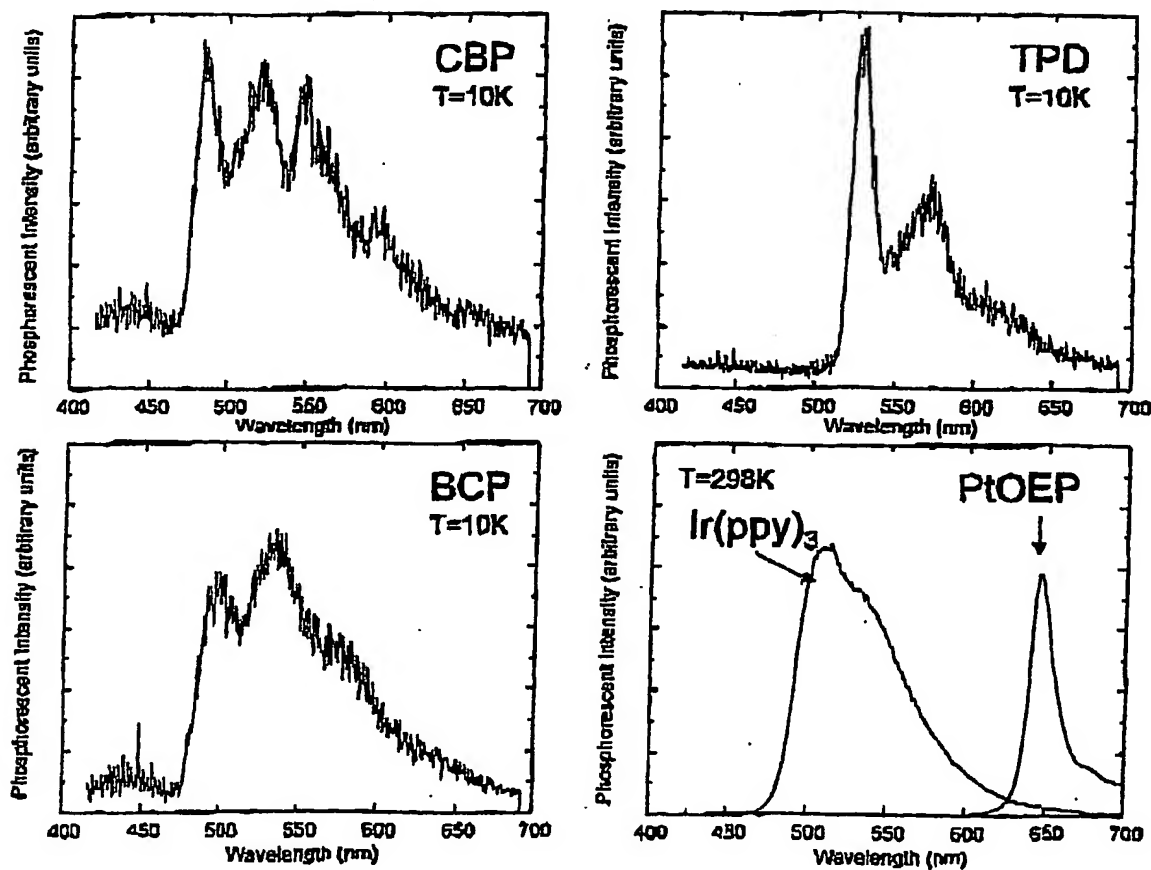 Phosphorescent Intensity (arbitrary units)
CBP
T=10K
400 450 500 550 600 650 700
Wavelength (nm)
Phosphorescent Intensity (arbitrary units)
TPD
T=10K
400 450 500 550 600 650 700
Wavelength (nm)
Phosphorescent Intensity (arbitrary units)
BCP
T=10K
400 450 500 550 600 650 700
Wavelength (nm)
Phosphorescent Intensity (arbitrary units)
T=298K
PtOEP
Ir(ppy)₃
400 450 500 550 600 650 700
Wavelength (nm)